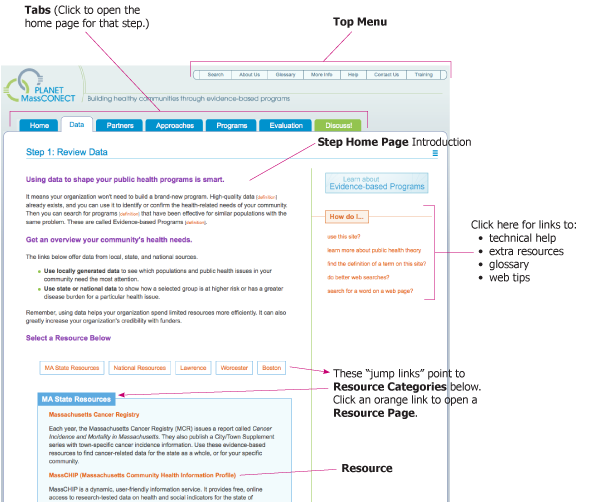 Tabs (Click to open the
home page for that step.)
Top Menu
Search About Us Glossary More Info Help Contact Us Training
PLANET
MassCONECT
Building healthy communities through evidence-based programs
Home Data Partners Approaches Programs Evaluation Discuss!
Step 1: Review Data
Step Home Page Introduction
Using data to shape your public health programs is smart.
It means your organization won't need to build a brand-new program. High-quality data (definition)
already exists, and you can use it to identify or confirm the health-related needs of your community.
Then you can search for programs (definition) that have been effective for similar populations with the
same problem. These are called Evidence-based Programs (definition).
Get an overview your community's health needs.
The links below offer data from local, state, and national sources.
Use locally generated data to see which populations and public health issues in your
community need the most attention.
Use state or national data to show how a selected group is at higher risk or has a greater
disease burden for a particular health issue.
Remember, using data helps your organization spend limited resources more efficiently. It can also
greatly increase your organization's credibility with funders.
Select a Resource Below
Learn about
Evidence-based Programs
How do I...
use this site?
learn more about public health theory?
find the definition of a term on this site?
do better web searches?
search for a word on a web page?
Click here for links to:
• technical help
• extra resources
• glossary
• web tips
MA State Resources National Resources Lawrence Worcester Boston
These “jump links” point to
Resource Categories below.
Click an orange link to open a
Resource Page.
MA State Resources
Massachusetts Cancer Registry
Each year, the Massachusetts Cancer Registry (MCR) issues a report called Cancer
Incidence and Mortality in Massachusetts. They also publish a City/Town Supplement
series with town-specific cancer incidence information. Use these evidence-based
resources to find cancer-related data for the state as a whole, or for your specific
community.
Resource
MassCHIP (Massachusetts Community Health Information Profile)
MassCHIP is a dynamic, user-friendly information service. It provides free, online
access to research-tested data on health and social indicators for the state of